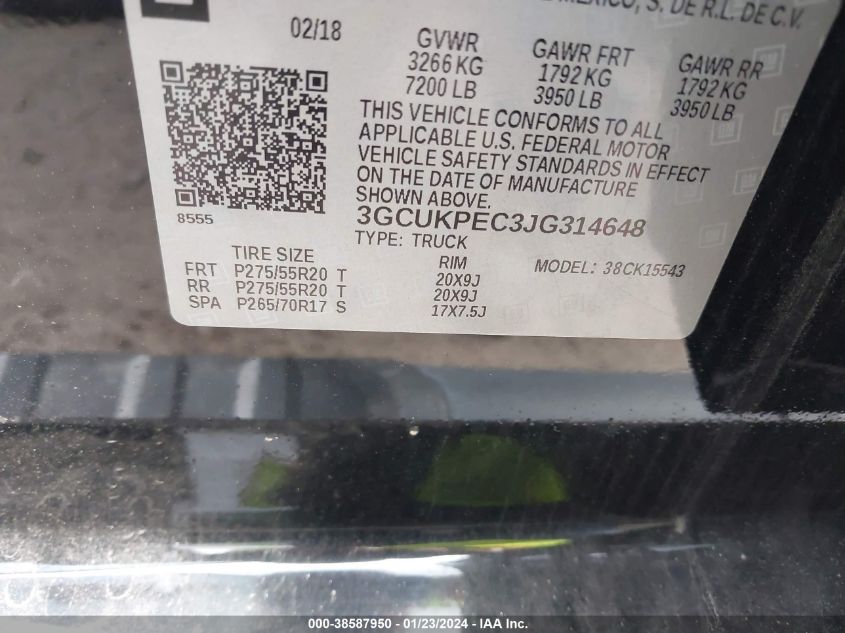 MEXICO, S. DE R.L. DE C.V.
02/18
GVWR
3266 KG
7200 LB
GAWR FRT
1792 KG
3950 LB
GAWR RR
1792 KG
3950 LB
THIS VEHICLE CONFORMS TO ALL
APPLICABLE U.S. FEDERAL MOTOR
VEHICLE SAFETY STANDARDS IN EFFECT
ON THE DATE OF MANUFACTURE
SHOWN ABOVE.
8555
3GCUKPEC3JG314648
TYPE: TRUCK
MODEL: 38CK15543
TIRE SIZE RIM
FRT P275/55R20 T 20X9J
RR P275/55R20 T 20X9J
SPA P265/70R17 S 17X7.5J
000-38587950 - 01/23/2024 - IAA Inc.